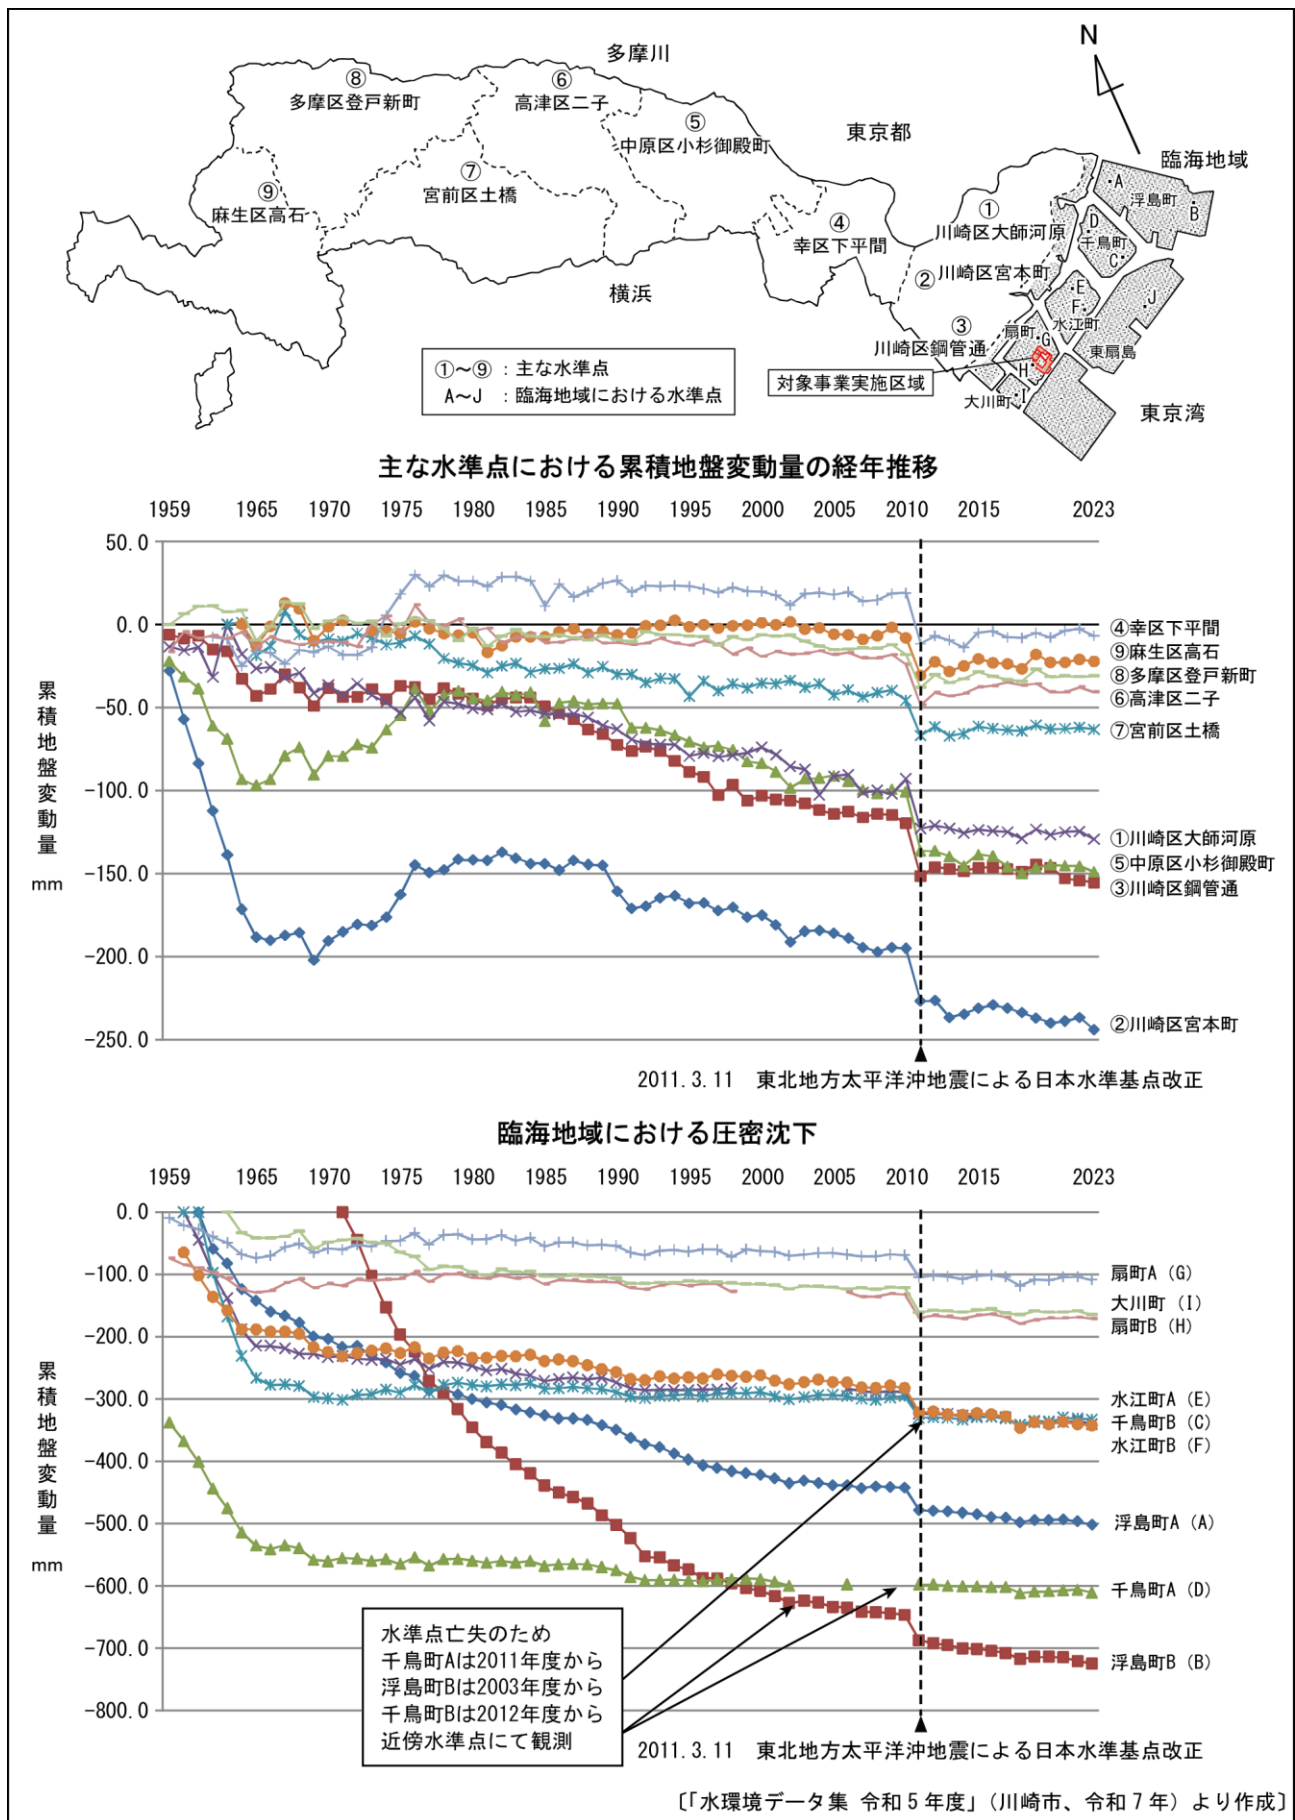 N
多摩川
⑧
多摩区登戸新町
⑥
高津区二子
⑤
中原区小杉御殿町
東京都
臨海地域
⑦
宮前区土橋
⑨
麻生区高石
④
幸区下平間
①
川崎区大師河原
②
川崎区宮本町
③
川崎区鋼管通
横浜
A
浮島町
B
D
千鳥町
C
E
F
水江町
J
東扇島
扇町
G
H
大川町
I
東京湾
対象事業実施区域
①～⑨ : 主な水準点
A～J : 臨海地域における水準点
主な水準点における累積地盤変動量の経年推移
1959 1965 1970 1975 1980 1985 1990 1995 2000 2005 2010 2015 2023
50.0
0.0
-50.0
-100.0
-150.0
-200.0
-250.0
累積地盤変動量
mm
④幸区下平間
⑨麻生区高石
⑧多摩区登戸新町
⑥高津区二子
⑦宮前区土橋
①川崎区大師河原
⑤中原区小杉御殿町
③川崎区鋼管通
②川崎区宮本町
2011.3.11 東北地方太平洋沖地震による日本水準基点改正
臨海地域における圧密沈下
1959 1965 1970 1975 1980 1985 1990 1995 2000 2005 2010 2015 2023
0.0
-100.0
-200.0
-300.0
-400.0
-500.0
-600.0
-700.0
-800.0
累積地盤変動量
mm
扇町A（G）
大川町（I）
扇町B（H）
水江町A（E）
千鳥町B（C）
水江町B（F）
浮島町A（A）
千鳥町A（D）
浮島町B（B）
水準点亡失のため
千鳥町Aは2011年度から
浮島町Bは2003年度から
千鳥町Bは2012年度から
近傍水準点にて観測
2011.3.11 東北地方太平洋沖地震による日本水準基点改正
〔「水環境データ集 令和5年度」（川崎市、令和7年）より作成〕